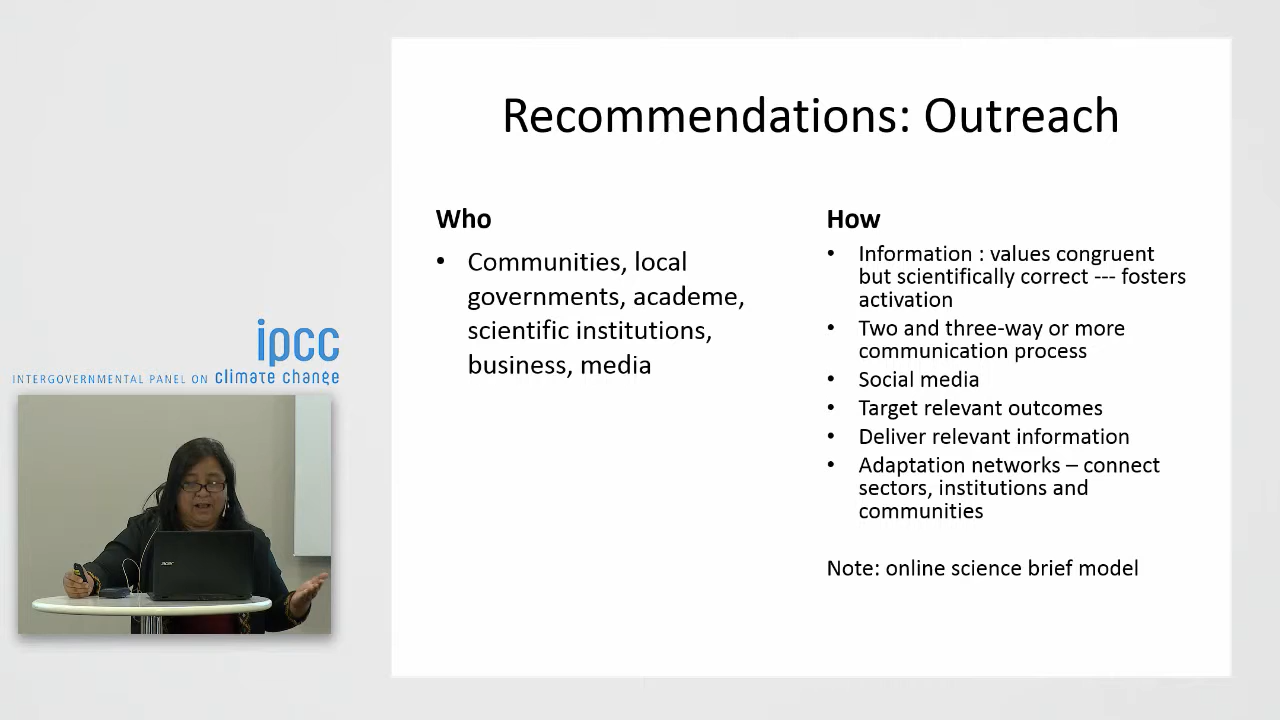 Recommendations: Outreach
Who
• Communities, local
governments, academe,
scientific institutions,
business, media
How
• Information : values congruent
but scientifically correct --- fosters
activation
• Two and three-way or more
communication process
• Social media
• Target relevant outcomes
• Deliver relevant information
• Adaptation networks – connect
sectors, institutions and
communities
Note: online science brief model
ipcc
INTERGOVERNMENTAL PANEL ON climate change
acer